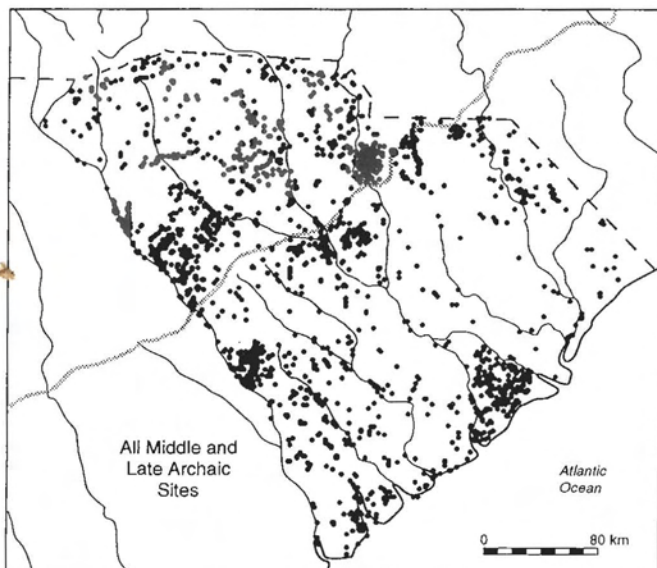 All Middle and
Late Archaic
Sites
Atlantic
Ocean
0 80 km